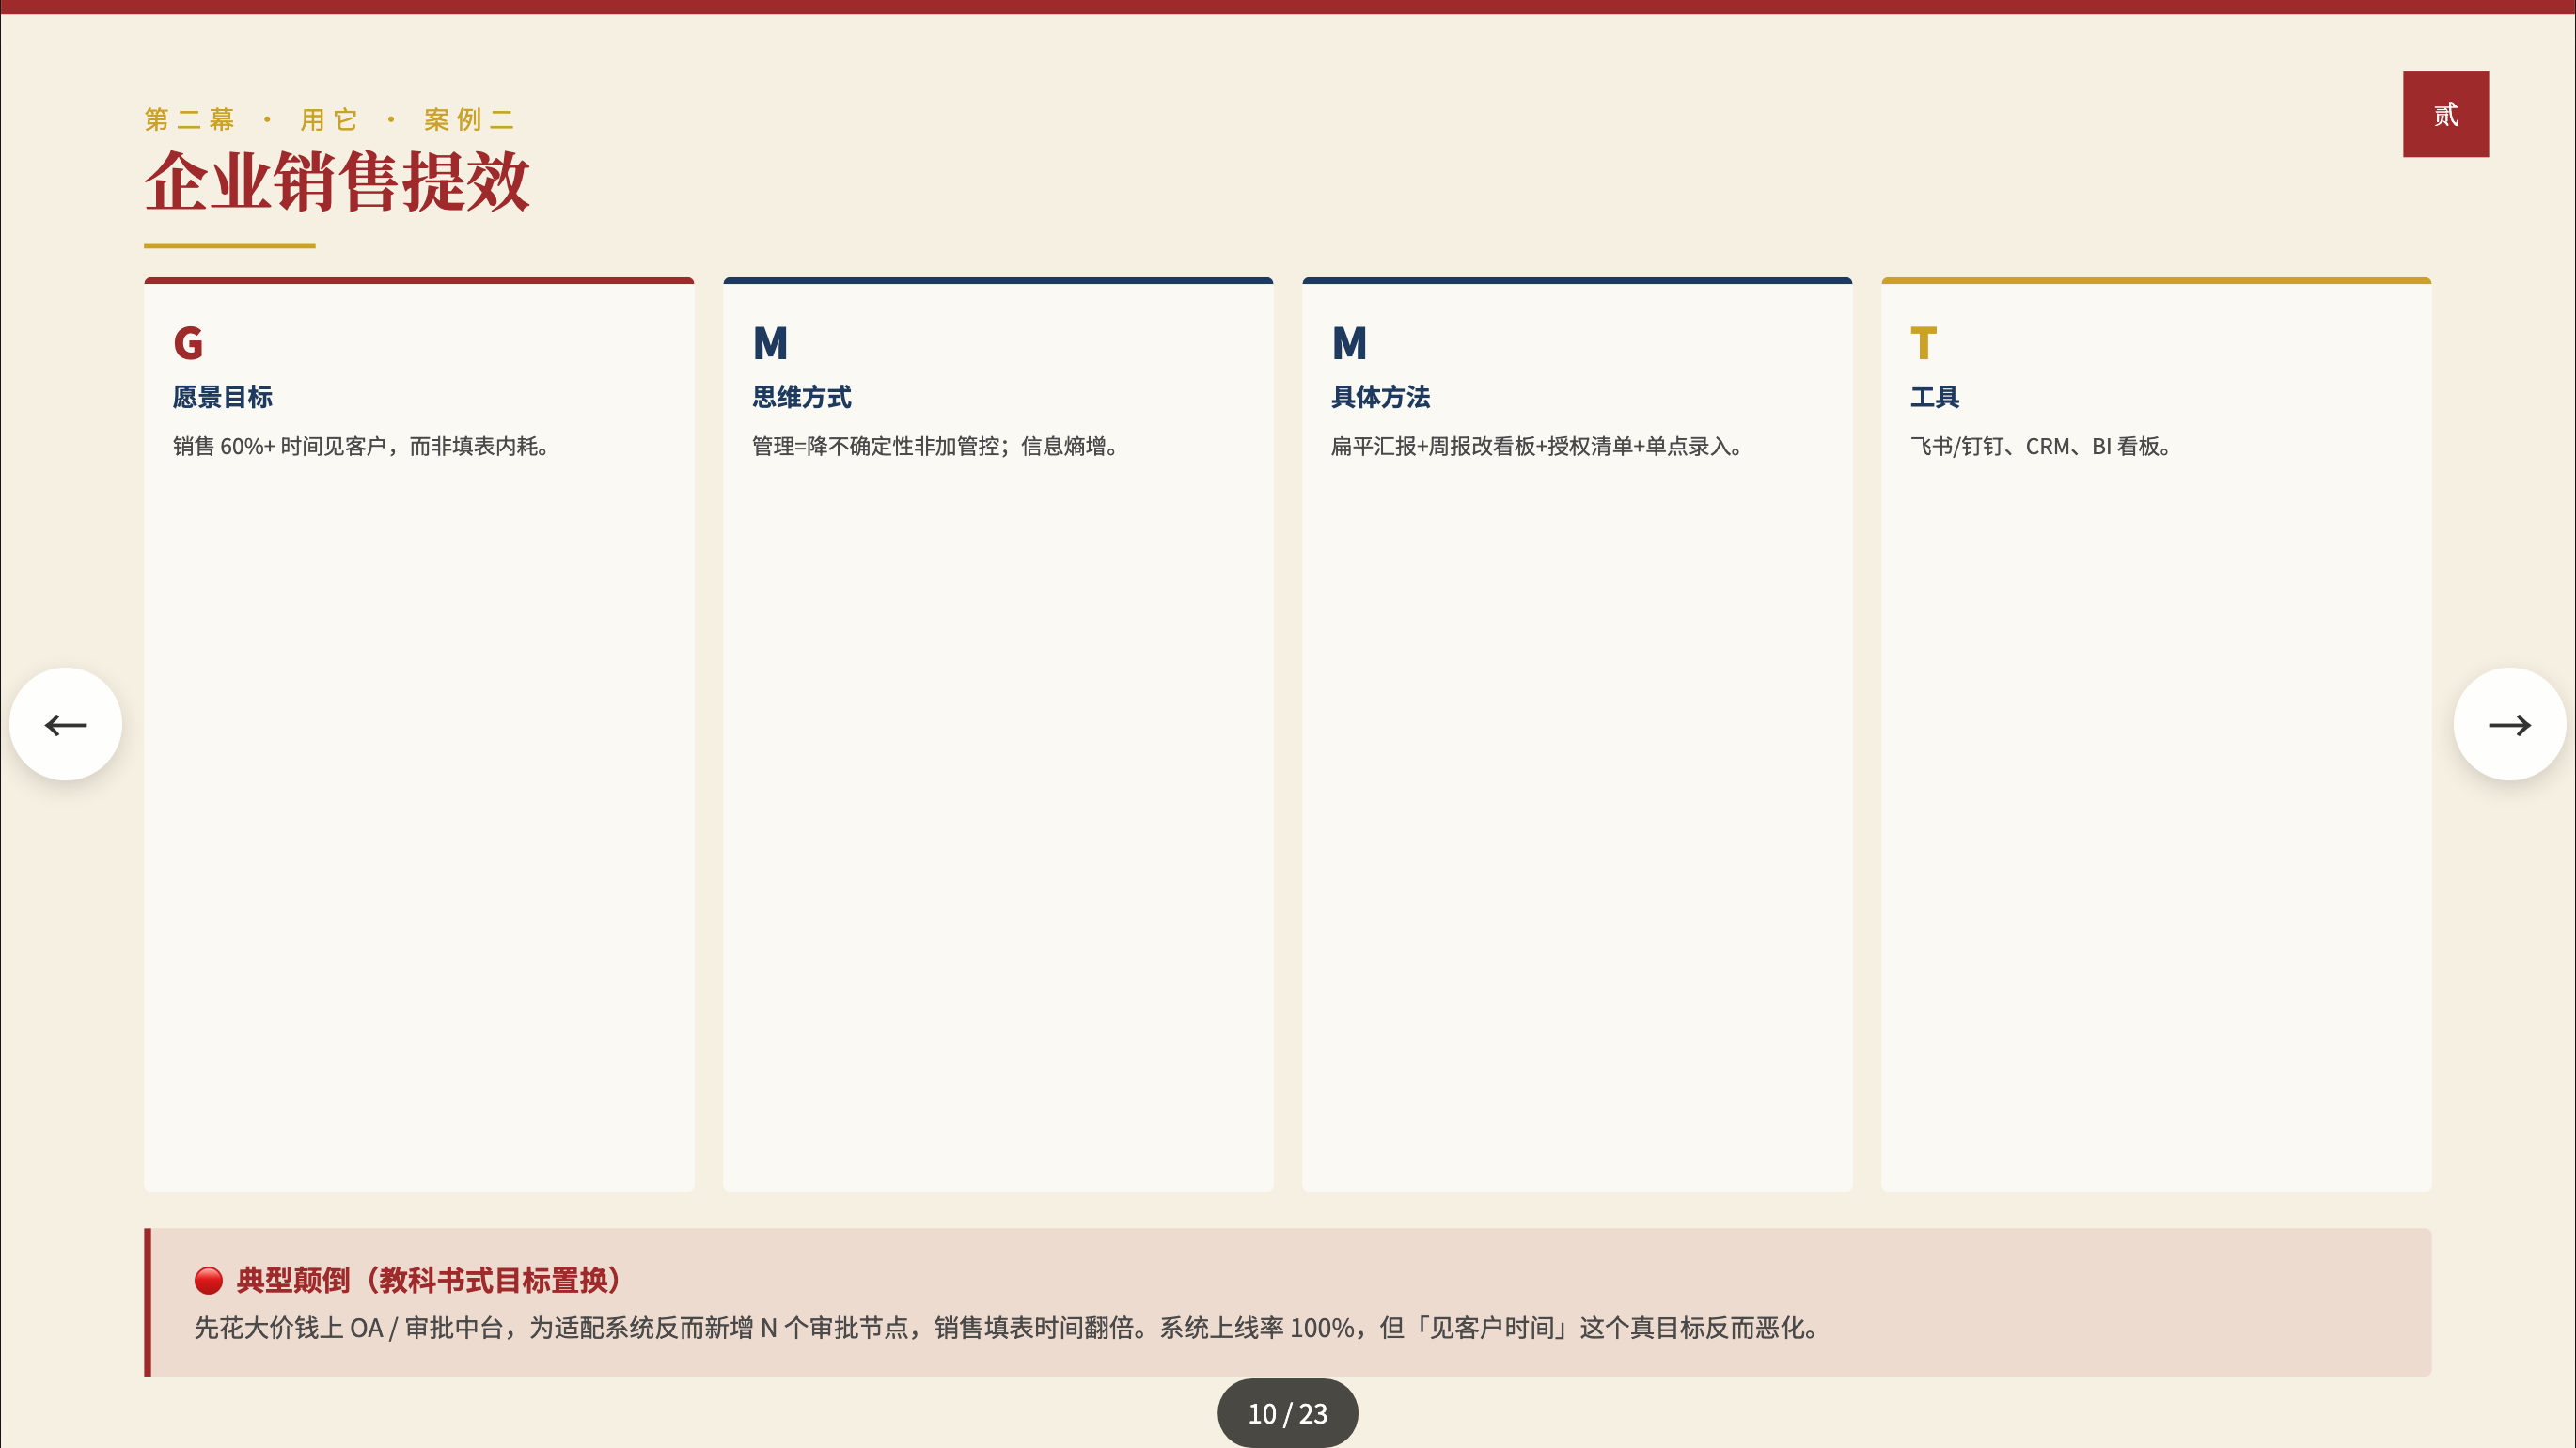 第二幕 · 用它 · 案例二
贰
企业销售提效
G
愿景目标
销售 60%+ 时间见客户，而非填表内耗。
M
思维方式
管理=降不确定性非加管控；信息熵增。
M
具体方法
扁平汇报+周报改看板+授权清单+单点录入。
T
工具
飞书/钉钉、CRM、BI 看板。
←
→
🔴 典型颠倒（教科书式目标置换）
先花大价钱上 OA / 审批中台，为适配系统反而新增 N 个审批节点，销售填表时间翻倍。系统上线率 100%，但「见客户时间」这个真目标反而恶化。
10 / 23